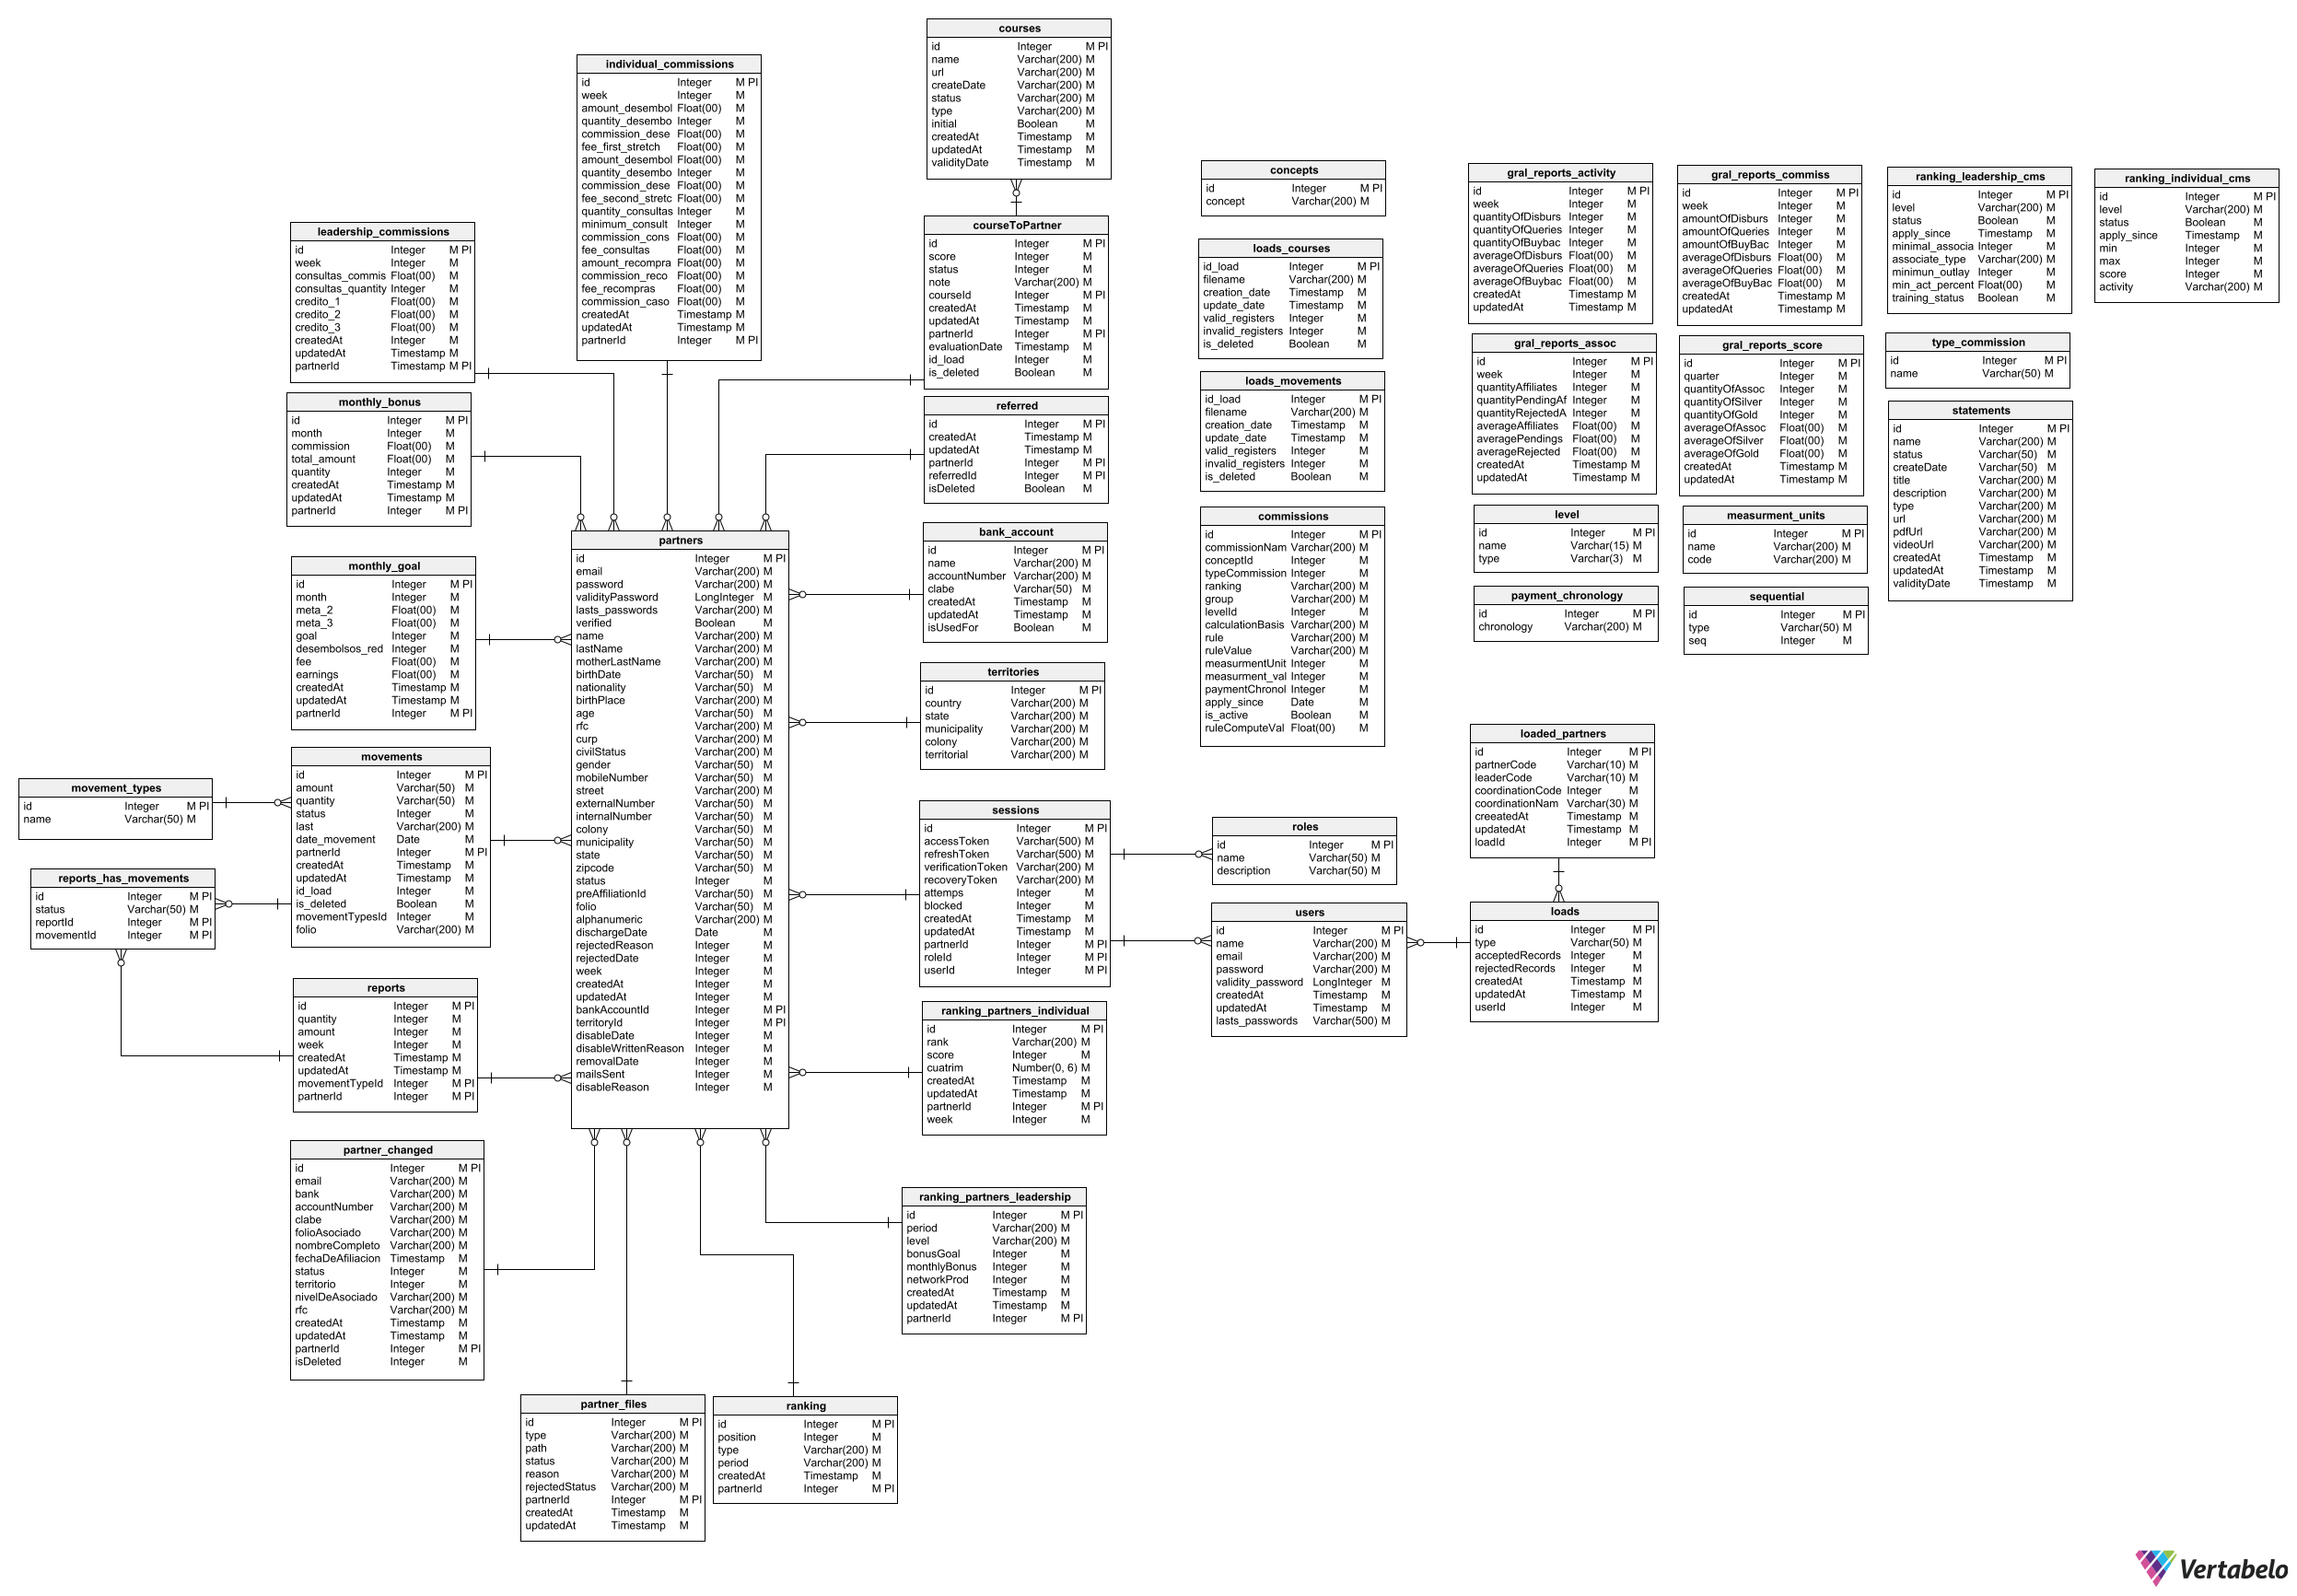 courses
id Integer M PI
name Varchar(200) M
url Varchar(200) M
createDate Varchar(200) M
status Varchar(200) M
type Varchar(200) M
initial Boolean M
createdAt Timestamp M
updatedAt Timestamp M
validityDate Timestamp M
individual_commissions
id Integer M PI
week Integer M
amount_desembol Float(00) M
quantity_desembo Integer M
commission_dese Float(00) M
fee_first_stretch Float(00) M
amount_desembol Float(00) M
quantity_desembo Integer M
commission_dese Float(00) M
fee_second_stretc Float(00) M
quantity_consultas Integer M
minimum_consult Integer M
commission_cons Float(00) M
fee_consultas Float(00) M
amount_recompra Float(00) M
commission_reco Float(00) M
fee_recompras Float(00) M
commission_caso Float(00) M
createdAt Timestamp M
updatedAt Timestamp M
partnerId Integer M PI
leadership_commissions
id Integer M PI
week Integer M
consultas_commis Float(00) M
consultas_quantity Integer M
credito_1 Float(00) M
credito_2 Float(00) M
credito_3 Float(00) M
createdAt Integer M
updatedAt Timestamp M
partnerId Timestamp M PI
courseToPartner
id Integer M PI
score Integer M
status Integer M
note Varchar(200) M
courseId Integer M PI
createdAt Timestamp M
updatedAt Timestamp M
partnerId Integer M PI
evaluationDate Timestamp M
id_load Integer M
is_deleted Boolean M
concepts
id Integer M PI
concept Varchar(200) M
loads_courses
id_load Integer M PI
filename Varchar(200) M
creation_date Timestamp M
update_date Timestamp M
valid_registers Integer M
invalid_registers Integer M
is_deleted Boolean M
loads_movements
id_load Integer M PI
filename Varchar(200) M
creation_date Timestamp M
update_date Timestamp M
valid_registers Integer M
invalid_registers Integer M
is_deleted Boolean M
commissions
id Integer M PI
commissionNam Varchar(200) M
conceptId Integer M
typeCommission Integer M
ranking Varchar(200) M
group Varchar(200) M
levelId Integer M
calculationBasis Varchar(200) M
rule Varchar(200) M
ruleValue Varchar(200) M
measurmentUnit Integer M
measurment_val Integer M
paymentChronol Integer M
apply_since Date M
is_active Boolean M
ruleComputeVal Float(00) M
gral_reports_activity
id Integer M PI
week Integer M
quantityOfDisburs Integer M
quantityOfQueries Integer M
quantityOfBuybac Integer M
averageOfDisburs Float(00) M
averageOfQueries Float(00) M
averageOfBuybac Float(00) M
createdAt Timestamp M
updatedAt Timestamp M
gral_reports_commiss
id Integer M PI
week Integer M
amountOfDisburs Integer M
amountOfQueries Integer M
amountOfBuyBac Integer M
averageOfDisburs Float(00) M
averageOfQueries Float(00) M
averageOfBuyBac Float(00) M
createdAt Timestamp M
updatedAt Timestamp M
ranking_leadership_cms
id Integer M PI
level Varchar(200) M
status Boolean M
apply_since Timestamp M
minimal_associa Integer M
associate_type Varchar(200) M
minimun_outlay Integer M
min_act_percent Float(00) M
training_status Boolean M
ranking_individual_cms
id Integer M PI
level Varchar(200) M
status Boolean M
apply_since Timestamp M
min Integer M
max Integer M
score Integer M
activity Varchar(200) M
gral_reports_assoc
id Integer M PI
week Integer M
quantityAffiliates Integer M
quantityPendingAf Integer M
quantityRejectedA Integer M
averageAffiliates Float(00) M
averagePendings Float(00) M
averageRejected Float(00) M
createdAt Timestamp M
updatedAt Timestamp M
gral_reports_score
id Integer M PI
quarter Integer M
quantityOfAssoc Integer M
quantityOfSilver Integer M
quantityOfGold Integer M
averageOfAssoc Float(00) M
averageOfSilver Float(00) M
averageOfGold Float(00) M
createdAt Timestamp M
updatedAt Timestamp M
type_commission
id Integer M PI
name Varchar(50) M
statements
id Integer M PI
name Varchar(200) M
status Varchar(50) M
createDate Varchar(50) M
title Varchar(200) M
description Varchar(200) M
type Varchar(200) M
url Varchar(200) M
pdfUrl Varchar(200) M
videoUrl Varchar(200) M
createdAt Timestamp M
updatedAt Timestamp M
validityDate Timestamp M
level
id Integer M PI
name Varchar(15) M
type Varchar(3) M
measurment_units
id Integer M PI
name Varchar(200) M
code Varchar(200) M
payment_chronology
id Integer M PI
chronology Varchar(200) M
sequential
id Integer M PI
type Varchar(50) M
seq Integer M
monthly_bonus
id Integer M PI
month Integer M
commission Float(00) M
total_amount Float(00) M
quantity Integer M
createdAt Timestamp M
updatedAt Timestamp M
partnerId Integer M PI
referred
id Integer M PI
createdAt Timestamp M
updatedAt Timestamp M
partnerId Integer M PI
referredId Integer M PI
isDeleted Boolean M
partners
id Integer M PI
email Varchar(200) M
password Varchar(200) M
validityPassword LongInteger M
lasts_passwords Varchar(200) M
verified Boolean M
name Varchar(200) M
lastName Varchar(200) M
motherLastName Varchar(200) M
birthDate Varchar(50) M
nationality Varchar(50) M
birthPlace Varchar(200) M
age Varchar(50) M
rfc Varchar(200) M
curp Varchar(200) M
civilStatus Varchar(200) M
gender Varchar(50) M
mobileNumber Varchar(50) M
street Varchar(200) M
externalNumber Varchar(50) M
internalNumber Varchar(50) M
colony Varchar(50) M
municipality Varchar(50) M
state Varchar(50) M
zipcode Varchar(50) M
status Integer M
preAffiliationId Varchar(50) M
folio Varchar(50) M
alphanumeric Varchar(200) M
dischargeDate Date M
rejectedReason Integer M
rejectedDate Integer M
week Integer M
createdAt Integer M
updatedAt Integer M
bankAccountId Integer M PI
territoryId Integer M PI
disableDate Integer M
disableWrittenReason Integer M
removalDate Integer M
mailsSent Integer M
disableReason Integer M
bank_account
id Integer M PI
name Varchar(200) M
accountNumber Varchar(200) M
clabe Varchar(50) M
createdAt Timestamp M
updatedAt Timestamp M
isUsedFor Boolean M
monthly_goal
id Integer M PI
month Integer M
meta_2 Float(00) M
meta_3 Float(00) M
goal Integer M
desembolsos_red Integer M
fee Float(00) M
earnings Float(00) M
createdAt Timestamp M
updatedAt Timestamp M
partnerId Integer M PI
territories
id Integer M PI
country Varchar(200) M
state Varchar(200) M
municipality Varchar(200) M
colony Varchar(200) M
territorial Varchar(200) M
movement_types
id Integer M PI
name Varchar(50) M
movements
id Integer M PI
amount Varchar(50) M
quantity Varchar(50) M
status Integer M
last Varchar(200) M
date_movement Date M
partnerId Integer M PI
createdAt Timestamp M
updatedAt Timestamp M
id_load Integer M
is_deleted Boolean M
movementTypesId Integer M
folio Varchar(200) M
reports_has_movements
id Integer M PI
status Varchar(50) M
reportId Integer M PI
movementId Integer M PI
sessions
id Integer M PI
accessToken Varchar(500) M
refreshToken Varchar(500) M
verificationToken Varchar(200) M
recoveryToken Varchar(200) M
attemps Integer M
blocked Integer M
createdAt Timestamp M
updatedAt Timestamp M
partnerId Integer M PI
roleId Integer M PI
userId Integer M PI
roles
id Integer M PI
name Varchar(50) M
description Varchar(50) M
loaded_partners
id Integer M PI
partnerCode Varchar(10) M
leaderCode Varchar(10) M
coordinationCode Integer M
coordinationNam Varchar(30) M
creeatedAt Timestamp M
updatedAt Timestamp M
loadId Integer M PI
users
id Integer M PI
name Varchar(200) M
email Varchar(200) M
password Varchar(200) M
validity_password LongInteger M
createdAt Timestamp M
updatedAt Timestamp M
lasts_passwords Varchar(500) M
loads
id Integer M PI
type Varchar(50) M
acceptedRecords Integer M
rejectedRecords Integer M
createdAt Timestamp M
updatedAt Timestamp M
userId Integer M
reports
id Integer M PI
quantity Integer M
amount Integer M
week Integer M
createdAt Timestamp M
updatedAt Timestamp M
movementTypeId Integer M PI
partnerId Integer M PI
ranking_partners_individual
id Integer M PI
rank Varchar(200) M
score Integer M
cuatrim Number(0, 6) M
createdAt Timestamp M
updatedAt Timestamp M
partnerId Integer M PI
week Integer M
partner_changed
id Integer M PI
email Varchar(200) M
bank Varchar(200) M
accountNumber Varchar(200) M
clabe Varchar(200) M
folioAsociado Varchar(200) M
nombreCompleto Varchar(200) M
fechaDeAfiliacion Timestamp M
status Integer M
territorio Integer M
nivelDeAsociado Varchar(200) M
rfc Varchar(200) M
createdAt Timestamp M
updatedAt Timestamp M
partnerId Integer M PI
isDeleted Integer M
ranking_partners_leadership
id Integer M PI
period Varchar(200) M
level Varchar(200) M
bonusGoal Integer M
monthlyBonus Integer M
networkProd Integer M
createdAt Timestamp M
updatedAt Timestamp M
partnerId Integer M PI
partner_files
id Integer M PI
type Varchar(200) M
path Varchar(200) M
status Varchar(200) M
reason Varchar(200) M
rejectedStatus Varchar(200) M
partnerId Integer M PI
createdAt Timestamp M
updatedAt Timestamp M
ranking
id Integer M PI
position Integer M
type Varchar(200) M
period Varchar(200) M
createdAt Timestamp M
partnerId Integer M PI
Vertabelo